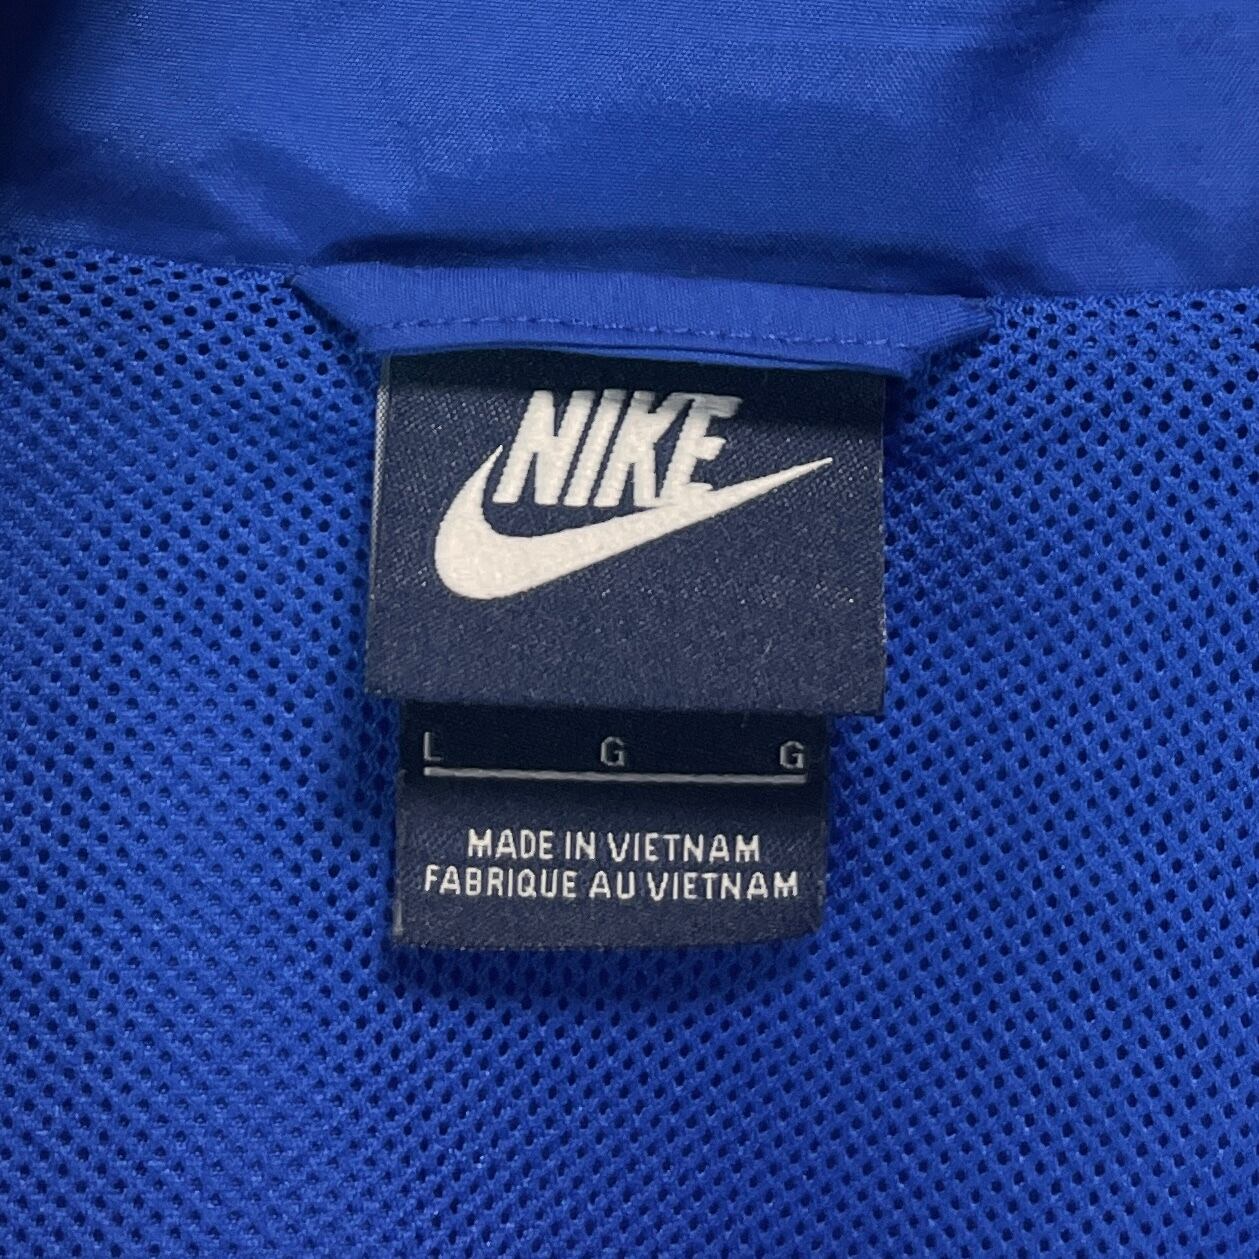 NIKE
L G G
MADE IN VIETNAM
FABRIQUE AU VIETNAM